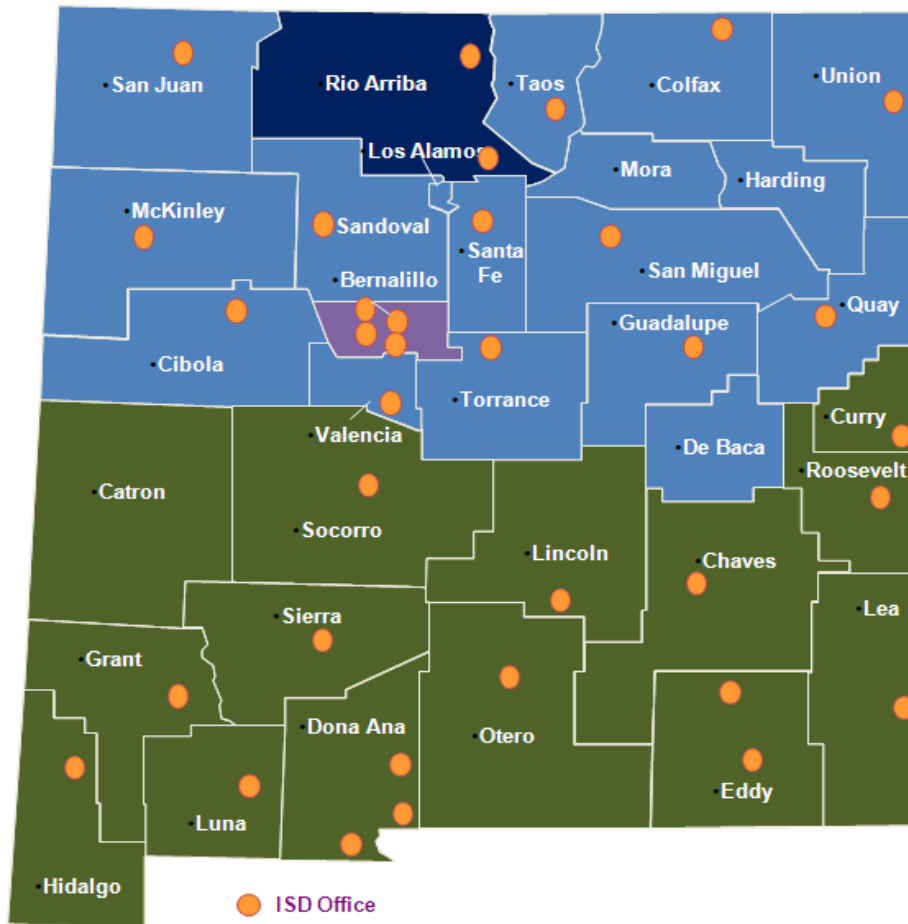 San Juan
Rio Arriba
Taos
Colfax
Union
Los Alamos
Mora
Harding
McKinley
Sandoval
Santa
Fe
San Miguel
Bernalillo
Quay
Guadalupe
Cibola
Torrance
Curry
Valencia
De Baca
Roosevelt
Catron
Socorro
Lincoln
Chaves
Sierra
Lea
Grant
Dona Ana
Otero
Eddy
Luna
Hidalgo
ISD Office